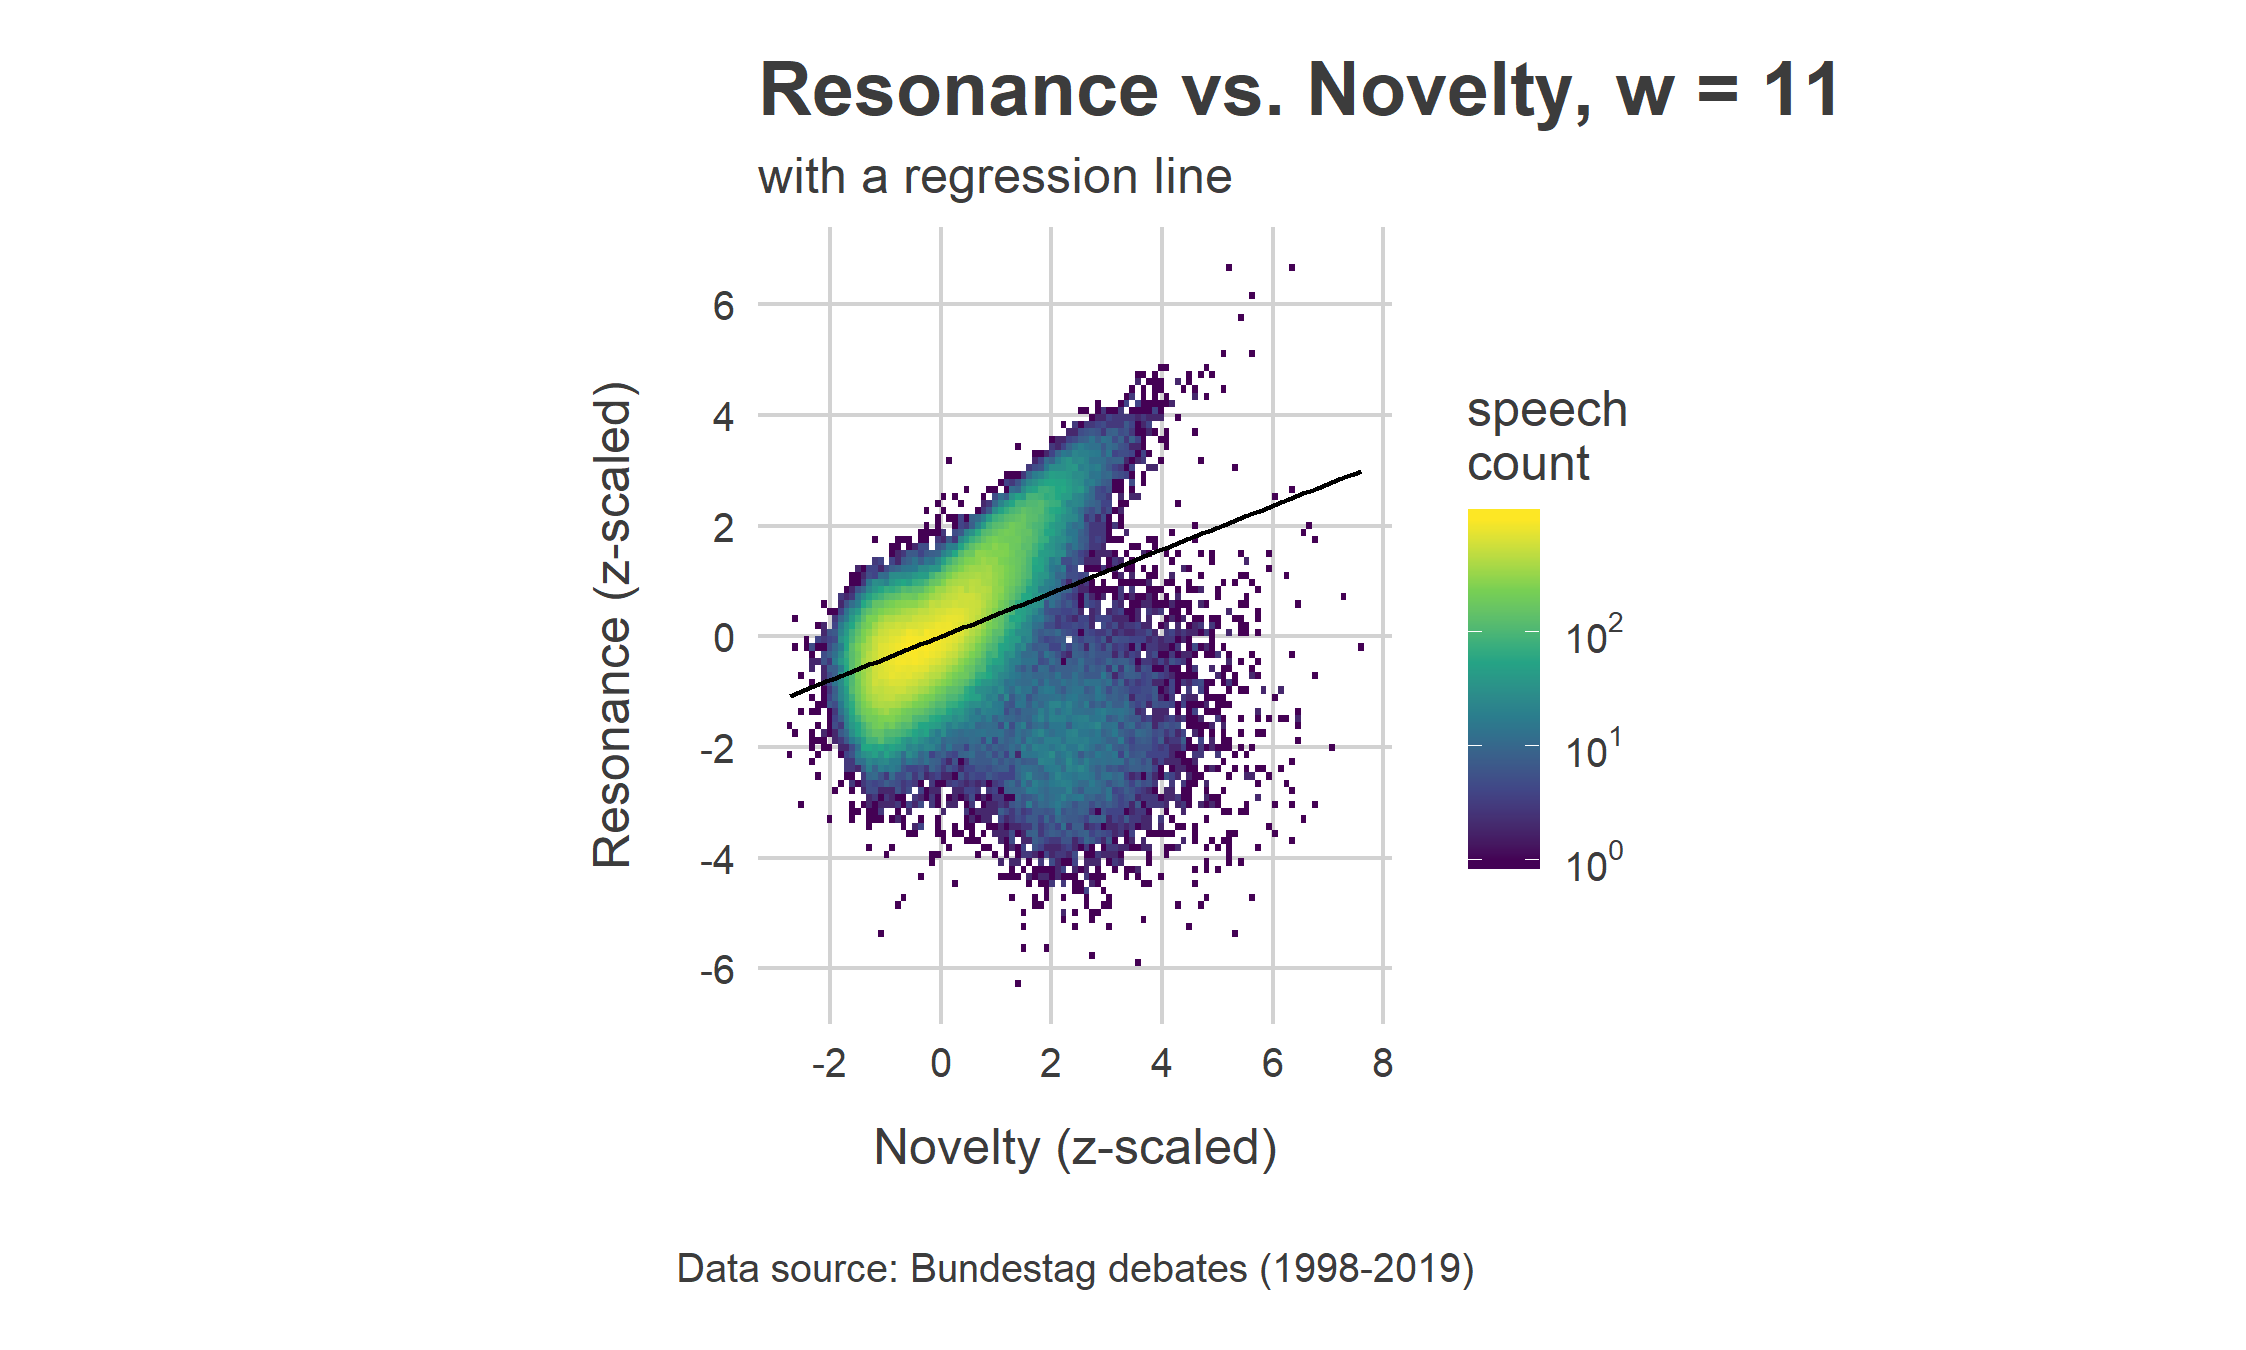 Resonance vs. Novelty, w = 11
with a regression line
Resonance (z-scaled)
6
4
2
0
-2
-4
-6
-2 0 2 4 6 8
Novelty (z-scaled)
speech
count
10²
10¹
10⁰
Data source: Bundestag debates (1998-2019)